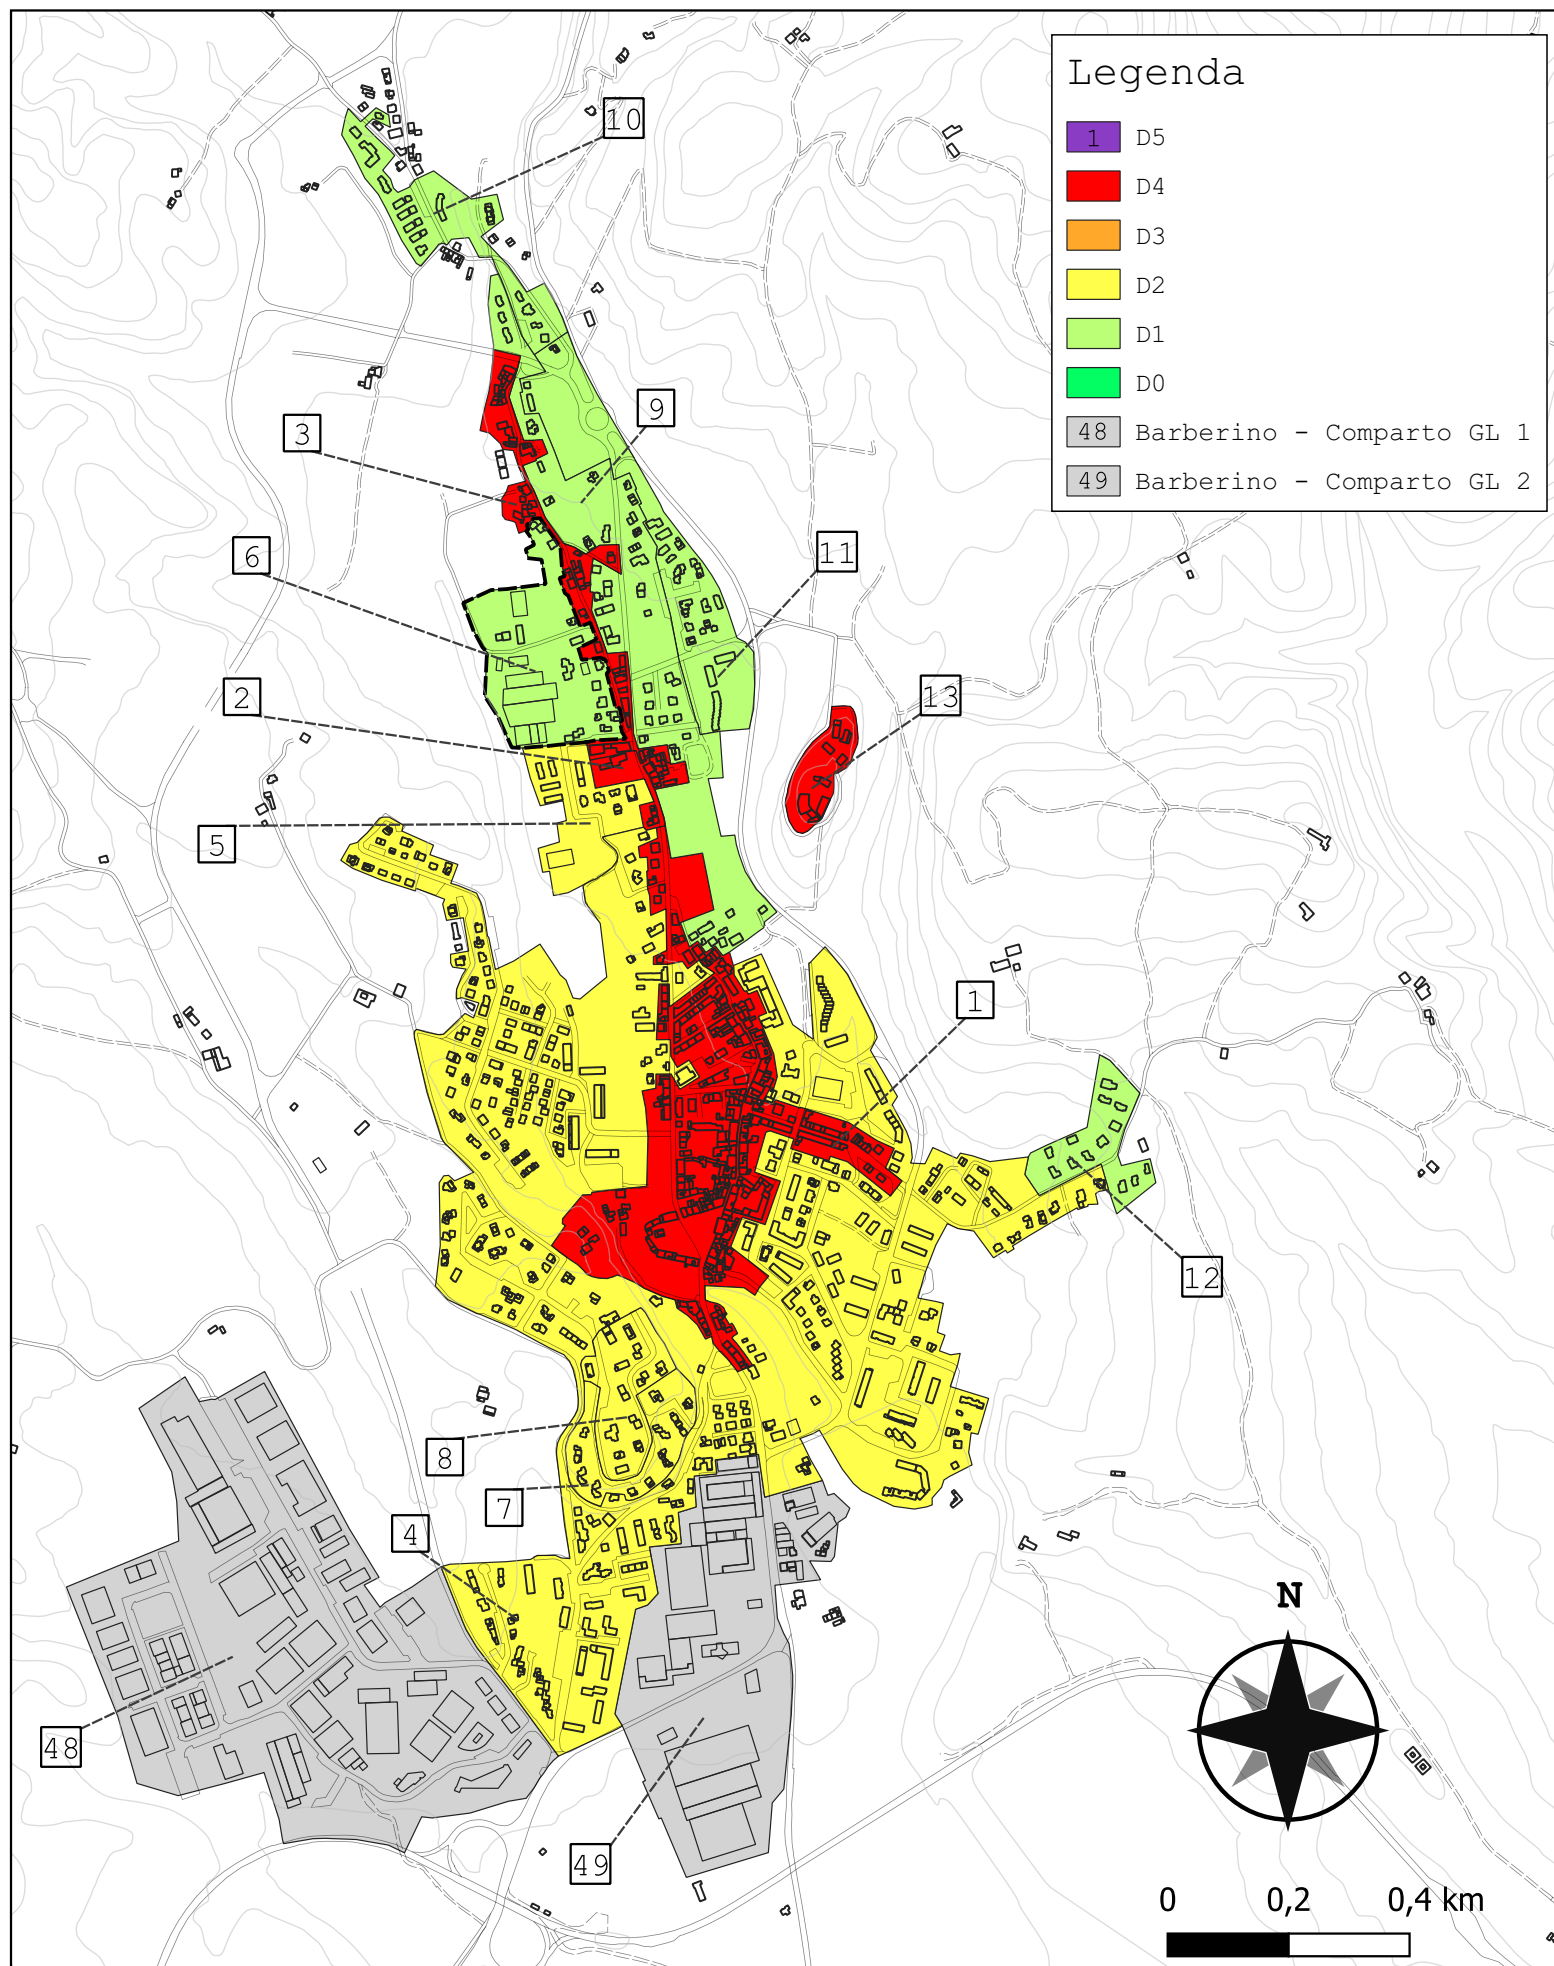 Legenda
1 D5
D4
D3
D2
D1
D0
48 Barberino - Comparto GL 1
49 Barberino - Comparto GL 2
10
9
3
11
6
13
2
5
1
12
8
7
4
48
49
N
0 0,2 0,4 km